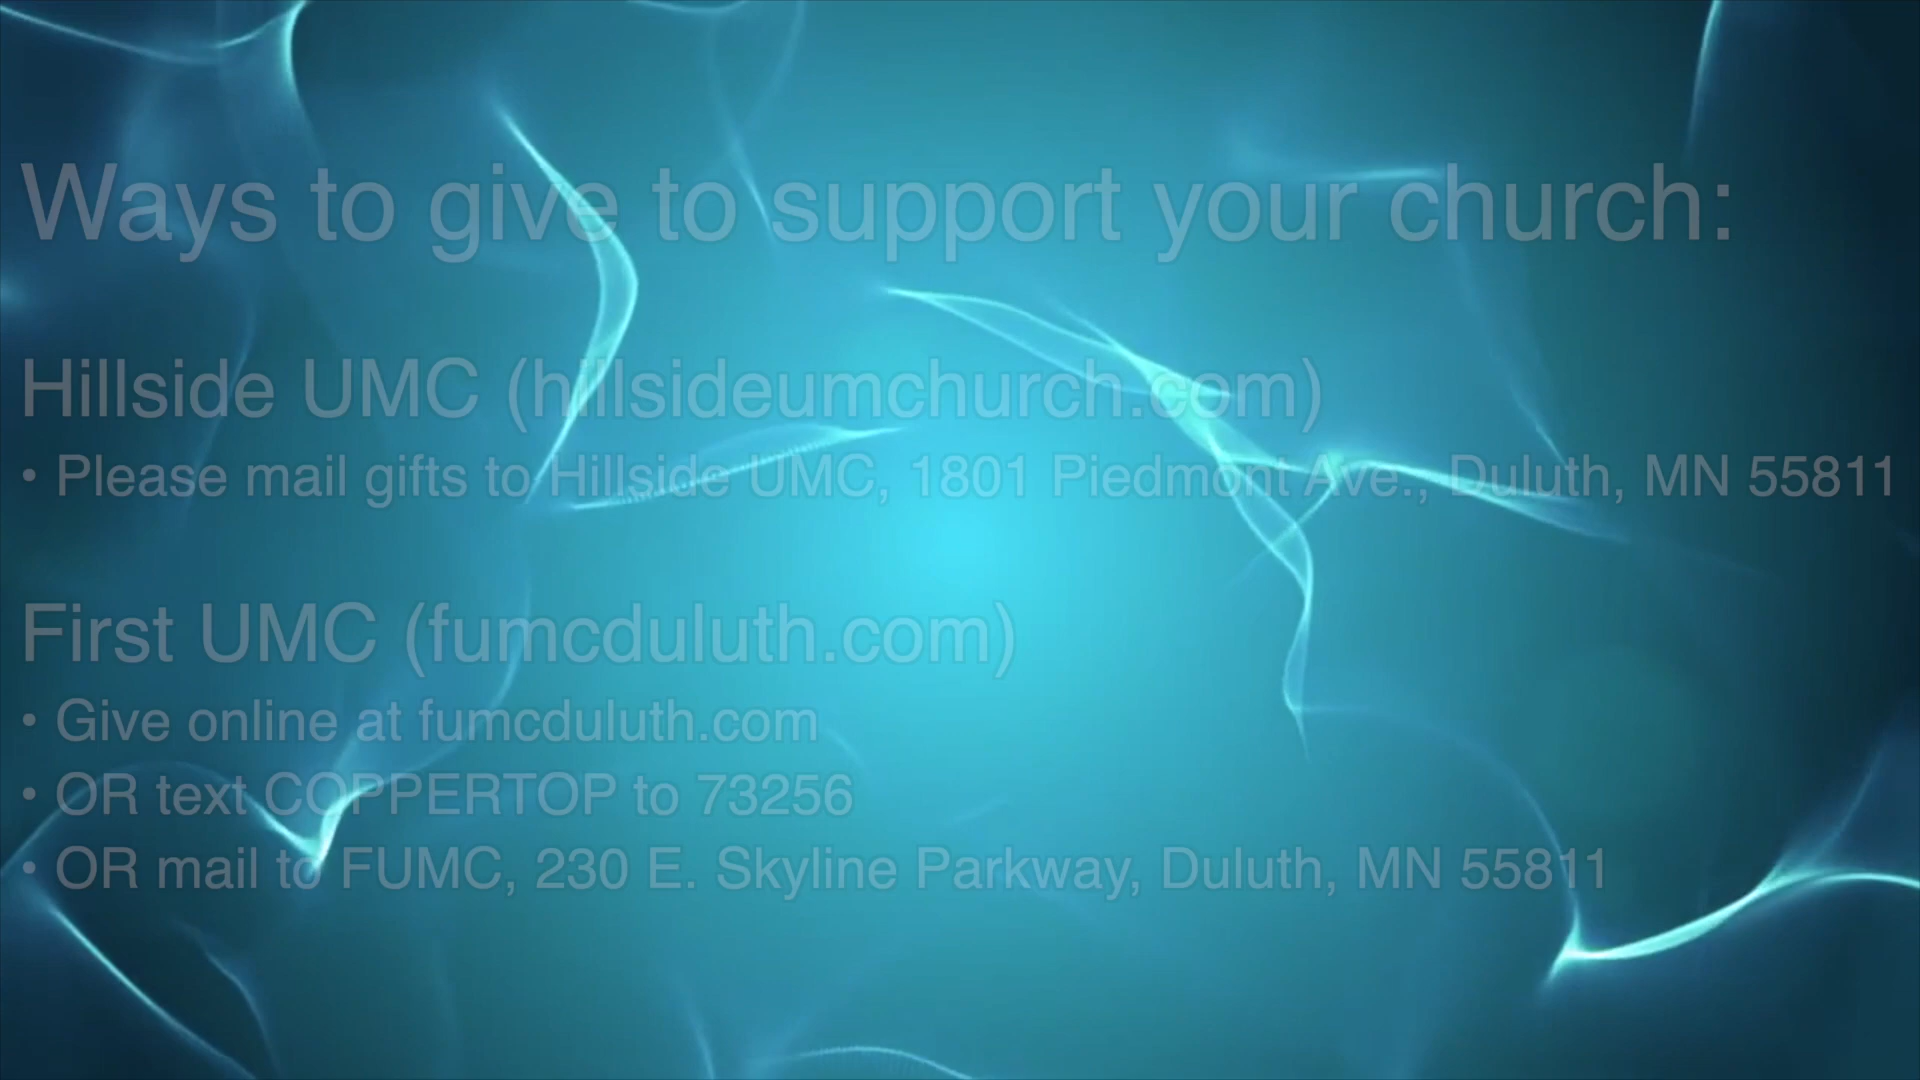 Ways to give to support your church:
Hillside UMC (hillsideumchurch.com)
• Please mail gifts to Hillside UMC, 1801 Piedmont Ave., Duluth, MN 55811
First UMC (fumcduluth.com)
• Give online at fumcduluth.com
• OR text COPPERTOP to 73256
• OR mail to FUMC, 230 E. Skyline Parkway, Duluth, MN 55811